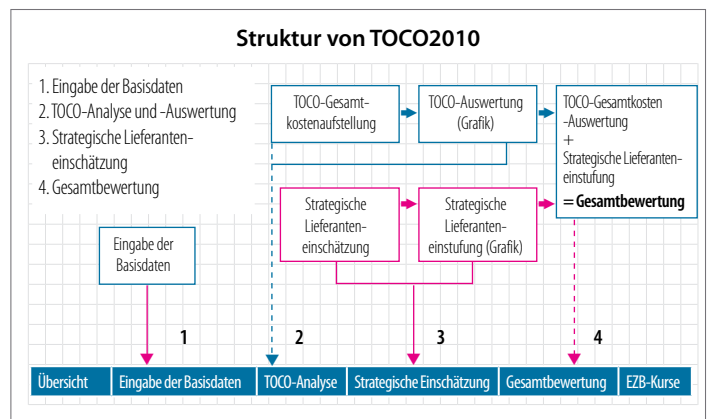 Struktur von TOCO2010
1. Eingabe der Basisdaten
2. TOCO-Analyse und -Auswertung
3. Strategische Lieferanten-
einschätzung
4. Gesamtbewertung
TOCO-Gesamt-
kostenaufstellung
TOCO-Auswertung
(Grafik)
TOCO-Gesamtkosten
-Auswertung
+
Strategische Lieferanten-
einstufung
= Gesamtbewertung
Strategische
Lieferanten-
einschätzung
Strategische
Lieferanten-
einstufung (Grafik)
Eingabe der
Basisdaten
1 2 3 4
Übersicht Eingabe der Basisdaten TOCO-Analyse Strategische Einschätzung Gesamtbewertung EZB-Kurse